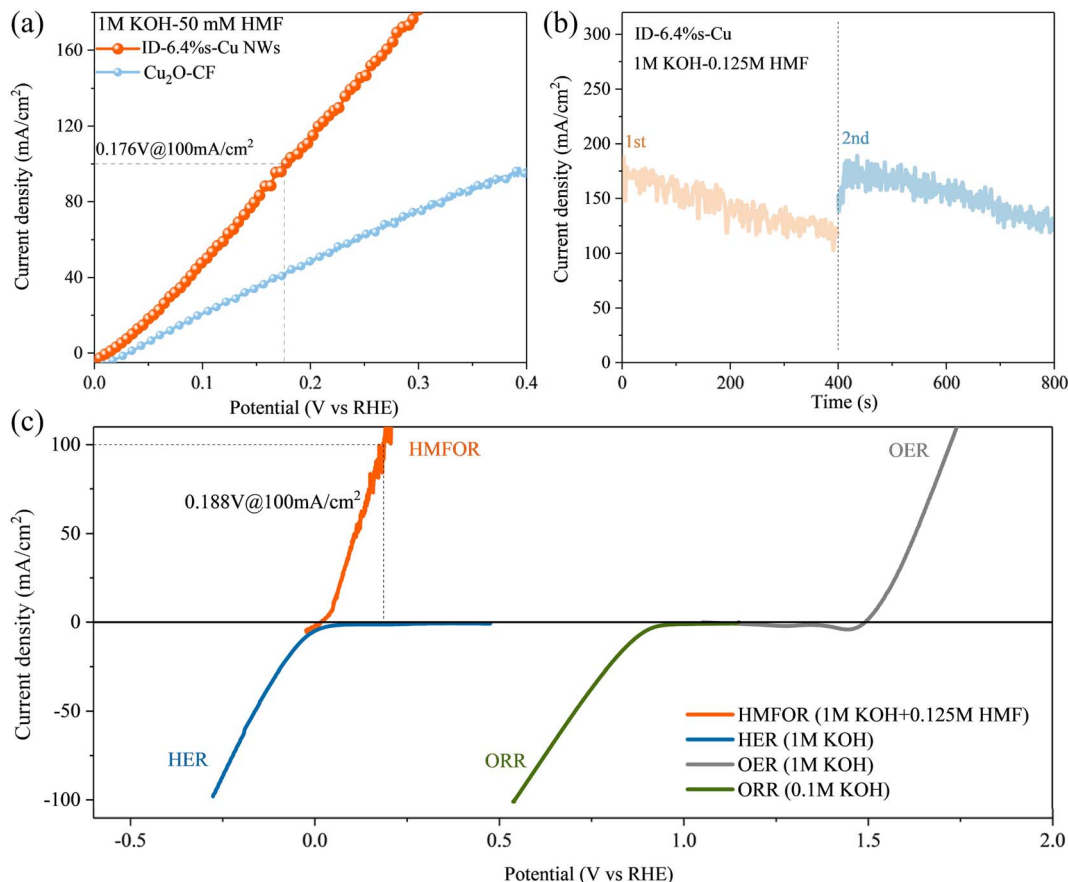 (a)
1M KOH-50 mM HMF
ID-6.4%s-Cu NWs
Cu₂O-CF
0.176V@100mA/cm²
160
120
80
40
0
Current density (mA/cm²)
0.0 0.1 0.2 0.3 0.4
Potential (V vs RHE)
(b)
ID-6.4%s-Cu
1M KOH-0.125M HMF
1st
2nd
300
250
200
150
100
50
0
Current density (mA/cm²)
0 200 400 600 800
Time (s)
(c)
HMFOR
OER
0.188V@100mA/cm²
HER
ORR
HMFOR (1M KOH+0.125M HMF)
HER (1M KOH)
OER (1M KOH)
ORR (0.1M KOH)
100
50
0
-50
-100
Current density (mA/cm²)
-0.5 0.0 0.5 1.0 1.5 2.0
Potential (V vs RHE)